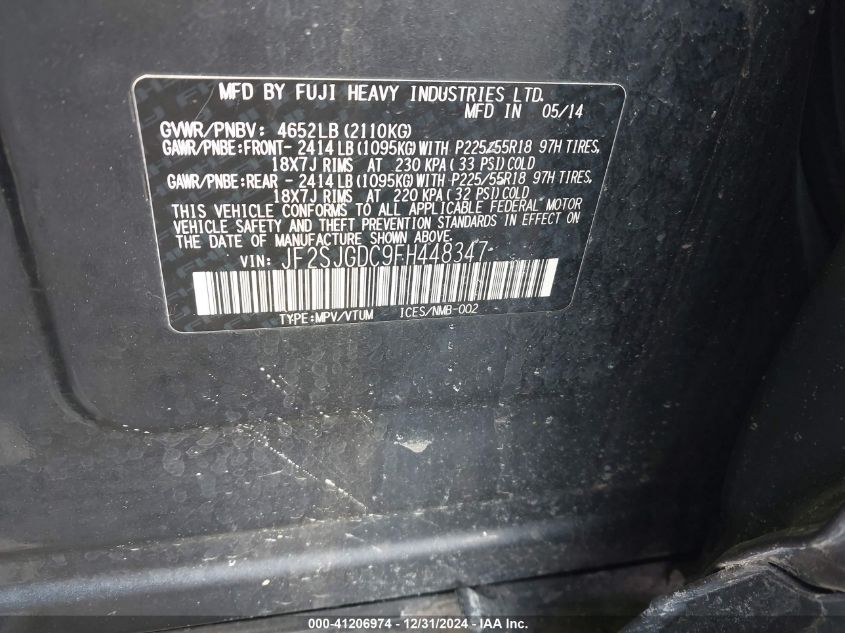 MFD BY FUJI HEAVY INDUSTRIES LTD.
MFD IN 05/14
GVWR/PNBV: 4652LB (2110KG)
GAWR/PNBE:FRONT- 2414 LB (1095KG) WITH P225/55R18 97H TIRES,
18X7J RIMS AT 230 KPA (33 PSI) COLD
GAWR/PNBE:REAR - 2414 LB (1095KG) WITH P225/55R18 97H TIRES,
18X7J RIMS AT 220 KPA (32 PSI) COLD
THIS VEHICLE CONFORMS TO ALL APPLICABLE FEDERAL MOTOR
VEHICLE SAFETY AND THEFT PREVENTION STANDARDS IN EFFECT ON
THE DATE OF MANUFACTURE SHOWN ABOVE.
VIN: JF2SJGDC9FH448347
TYPE:MPV/VTUM ICES/NMB-002
000-41206974 - 12/31/2024 - IAA Inc.